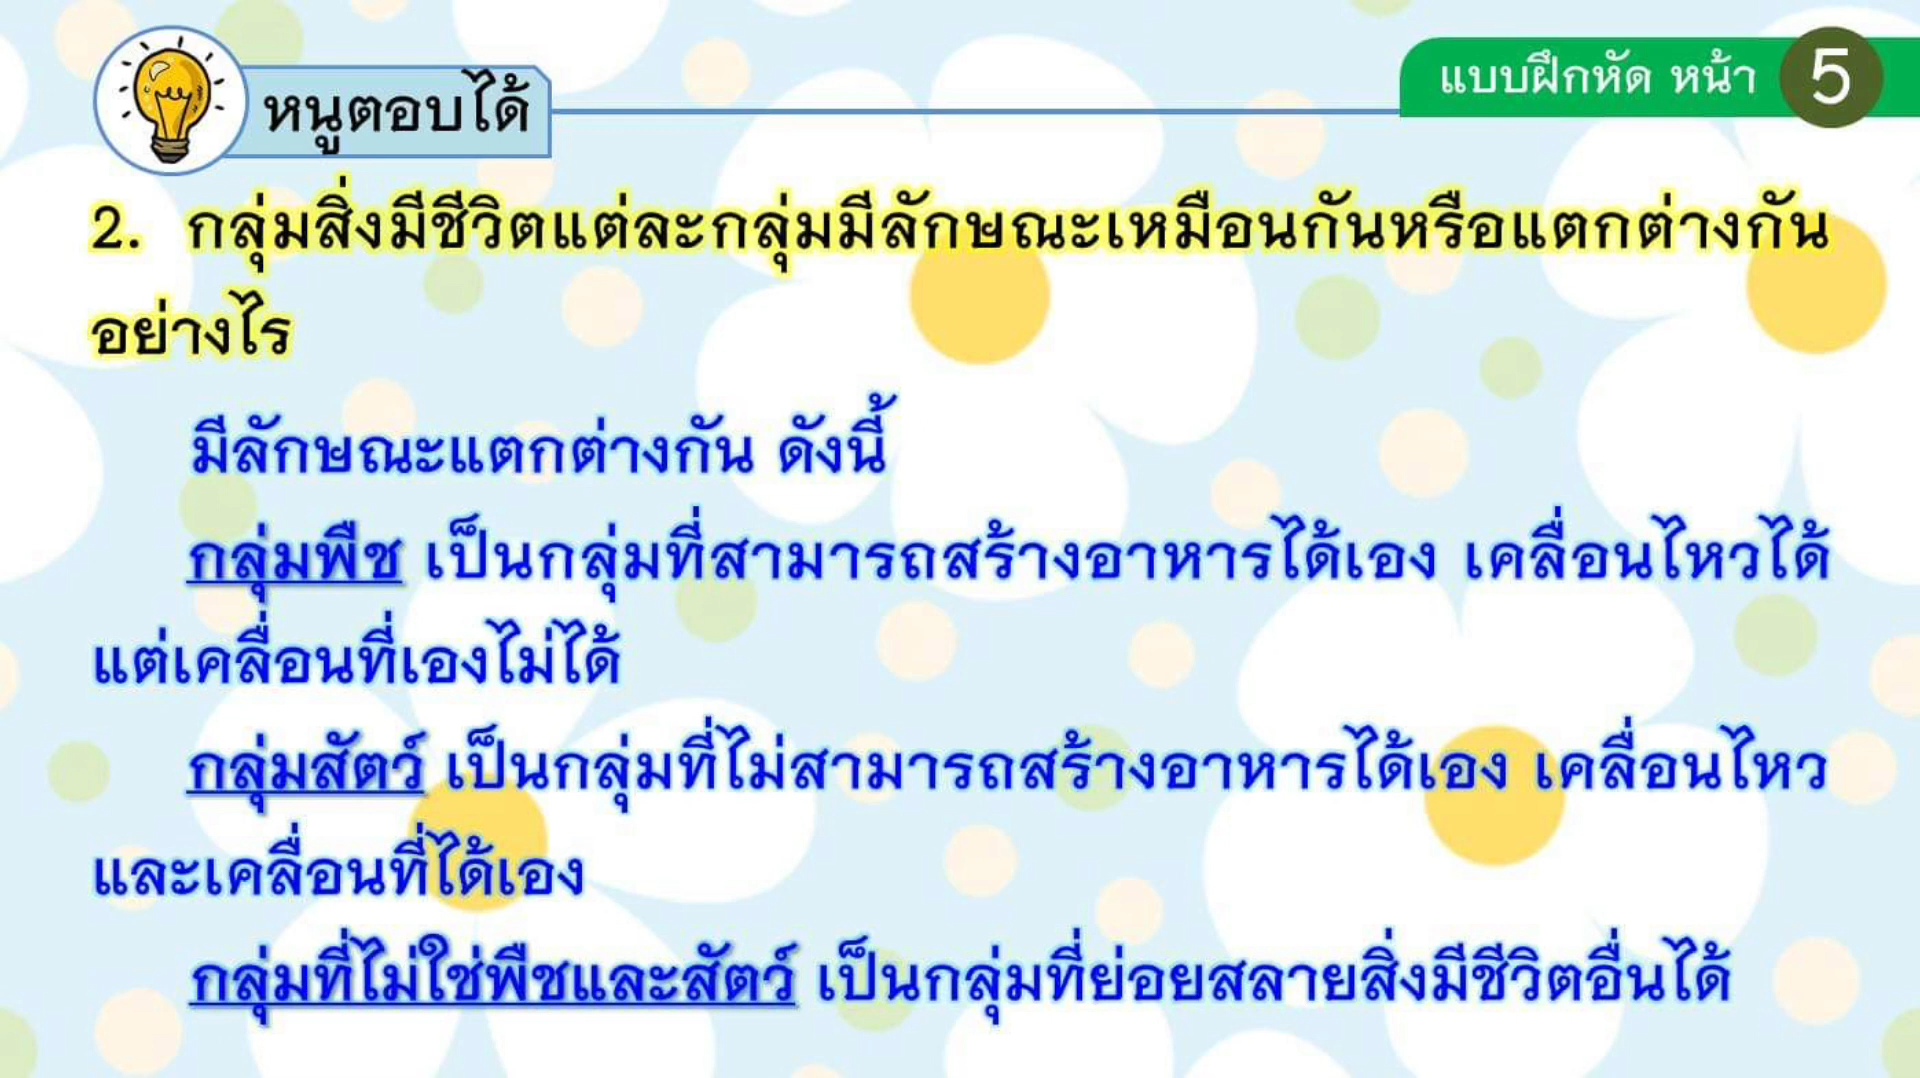 หนูตอบได้
แบบฝึกหัด หน้า 5
2. กลุ่มสิ่งมีชีวิตแต่ละกลุ่มมีลักษณะเหมือนกันหรือแตกต่างกัน
อย่างไร
มีลักษณะแตกต่างกัน ดังนี้
กลุ่มพืช เป็นกลุ่มที่สามารถสร้างอาหารได้เอง เคลื่อนไหวได้
แต่เคลื่อนที่เองไม่ได้
กลุ่มสัตว์ เป็นกลุ่มที่ไม่สามารถสร้างอาหารได้เอง เคลื่อนไหว
และเคลื่อนที่ได้เอง
กลุ่มที่ไม่ใช่พืชและสัตว์ เป็นกลุ่มที่ย่อยสลายสิ่งมีชีวิตอื่นได้